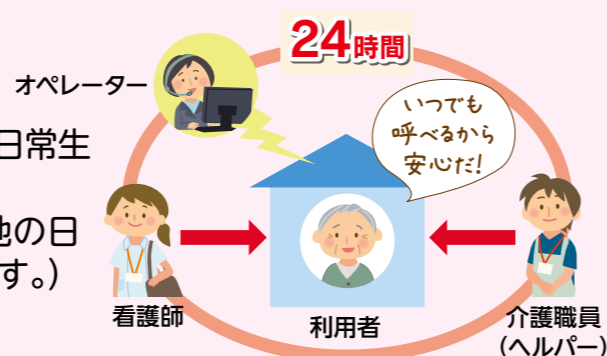 24時間
オペレーター
いつでも
呼べるから
安心だ!
日常生
他の日
す。)
看護師
利用者
介護職員
(ヘルパー)